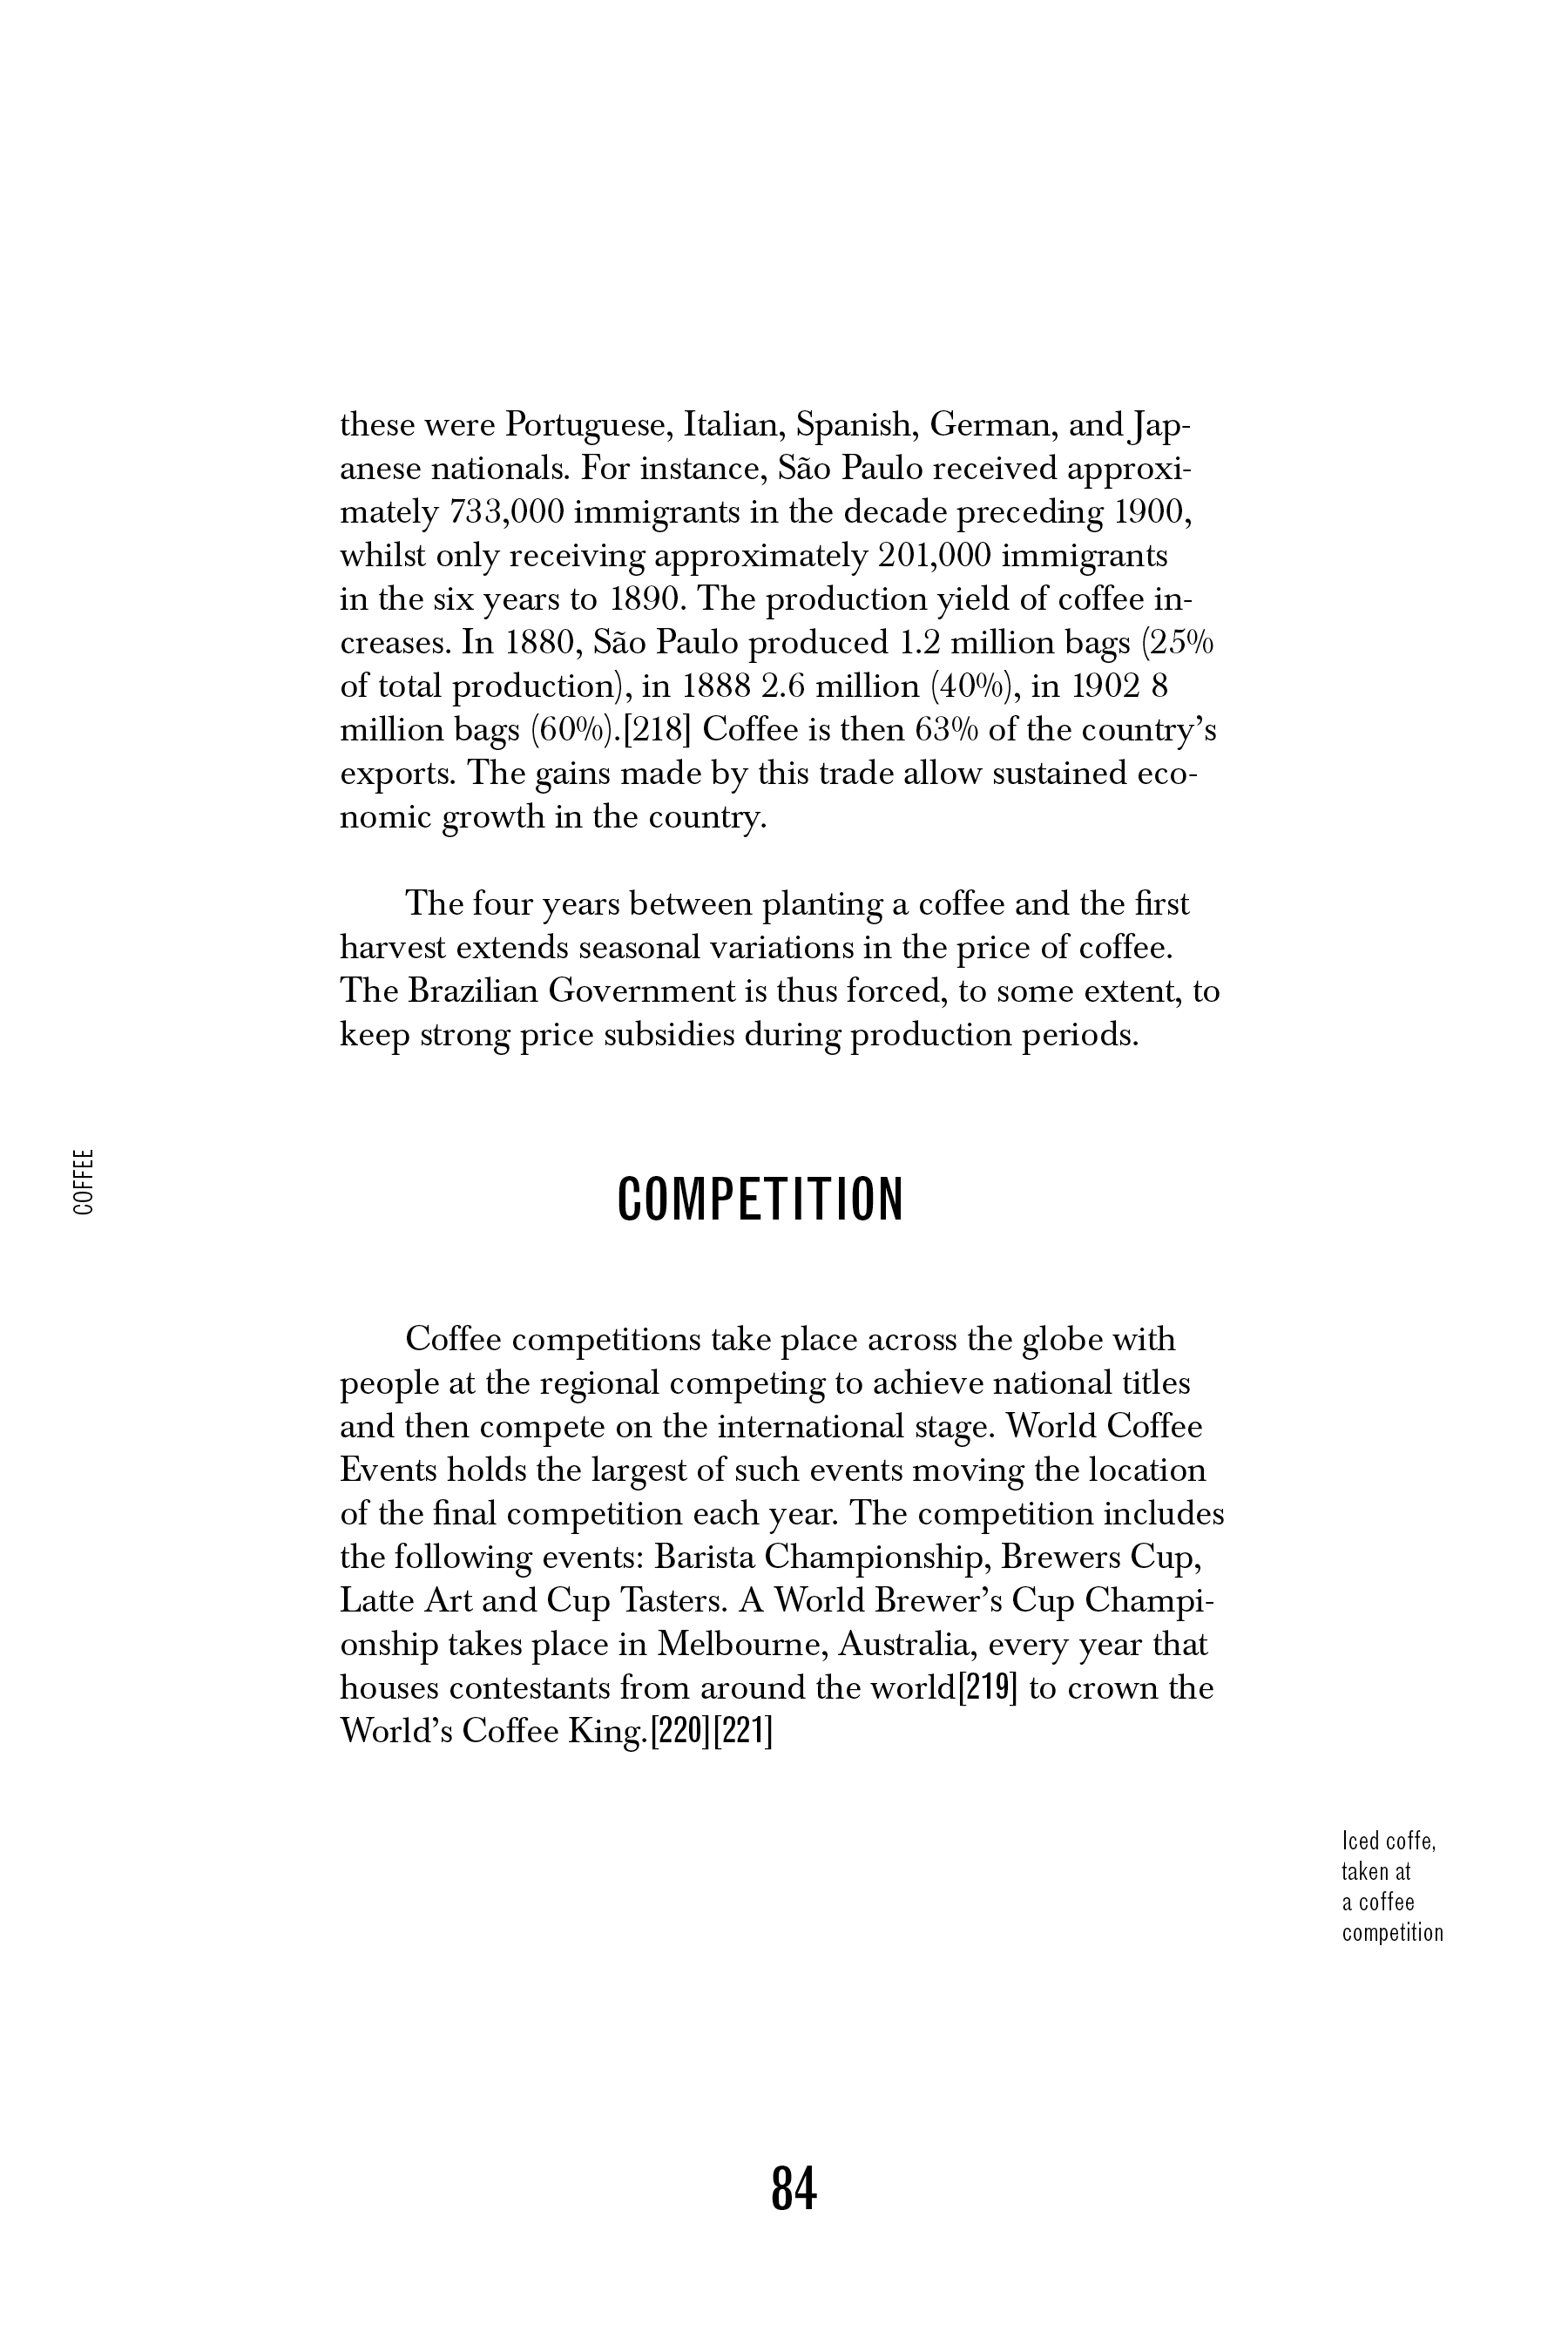 these were Portuguese, Italian, Spanish, German, and Jap-
anese nationals. For instance, São Paulo received approxi-
mately 733,000 immigrants in the decade preceding 1900,
whilst only receiving approximately 201,000 immigrants
in the six years to 1890. The production yield of coffee in-
creases. In 1880, São Paulo produced 1.2 million bags (25%
of total production), in 1888 2.6 million (40%), in 1902 8
million bags (60%).[218] Coffee is then 63% of the country’s
exports. The gains made by this trade allow sustained eco-
nomic growth in the country.
The four years between planting a coffee and the first
harvest extends seasonal variations in the price of coffee.
The Brazilian Government is thus forced, to some extent, to
keep strong price subsidies during production periods.
COFFEE
COMPETITION
Coffee competitions take place across the globe with
people at the regional competing to achieve national titles
and then compete on the international stage. World Coffee
Events holds the largest of such events moving the location
of the final competition each year. The competition includes
the following events: Barista Championship, Brewers Cup,
Latte Art and Cup Tasters. A World Brewer’s Cup Champi-
onship takes place in Melbourne, Australia, every year that
houses contestants from around the world[219] to crown the
World’s Coffee King.[220][221]
Iced coffe,
taken at
a coffee
competition
84